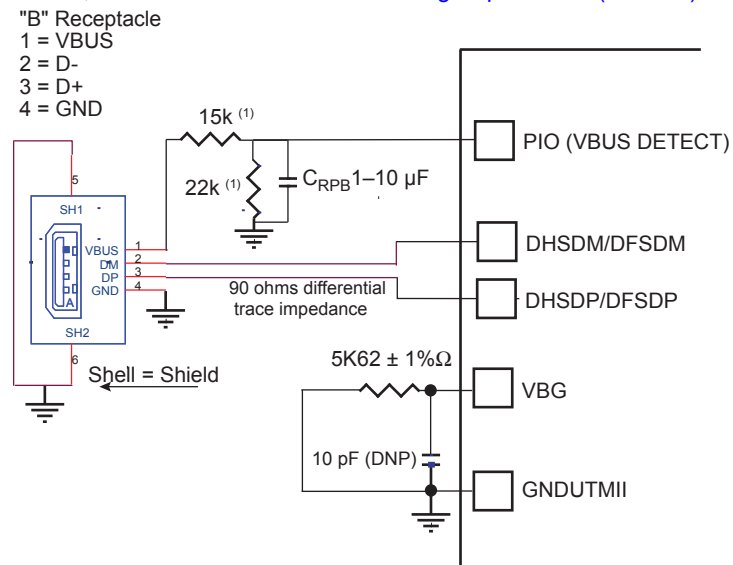 "B" Receptacle
1 = VBUS
2 = D-
3 = D+
4 = GND
15k (1)
22k (1)
CRPB1–10 µF
PIO (VBUS DETECT)
5
SH1
VBUS 1
DM 2
DP 3
GND 4
A
SH2
6
DHSDM/DFSDM
90 ohms differential
trace impedance
DHSDP/DFSDP
Shell = Shield
5K62 ± 1%Ω
VBG
10 pF (DNP)
GNDUTMII